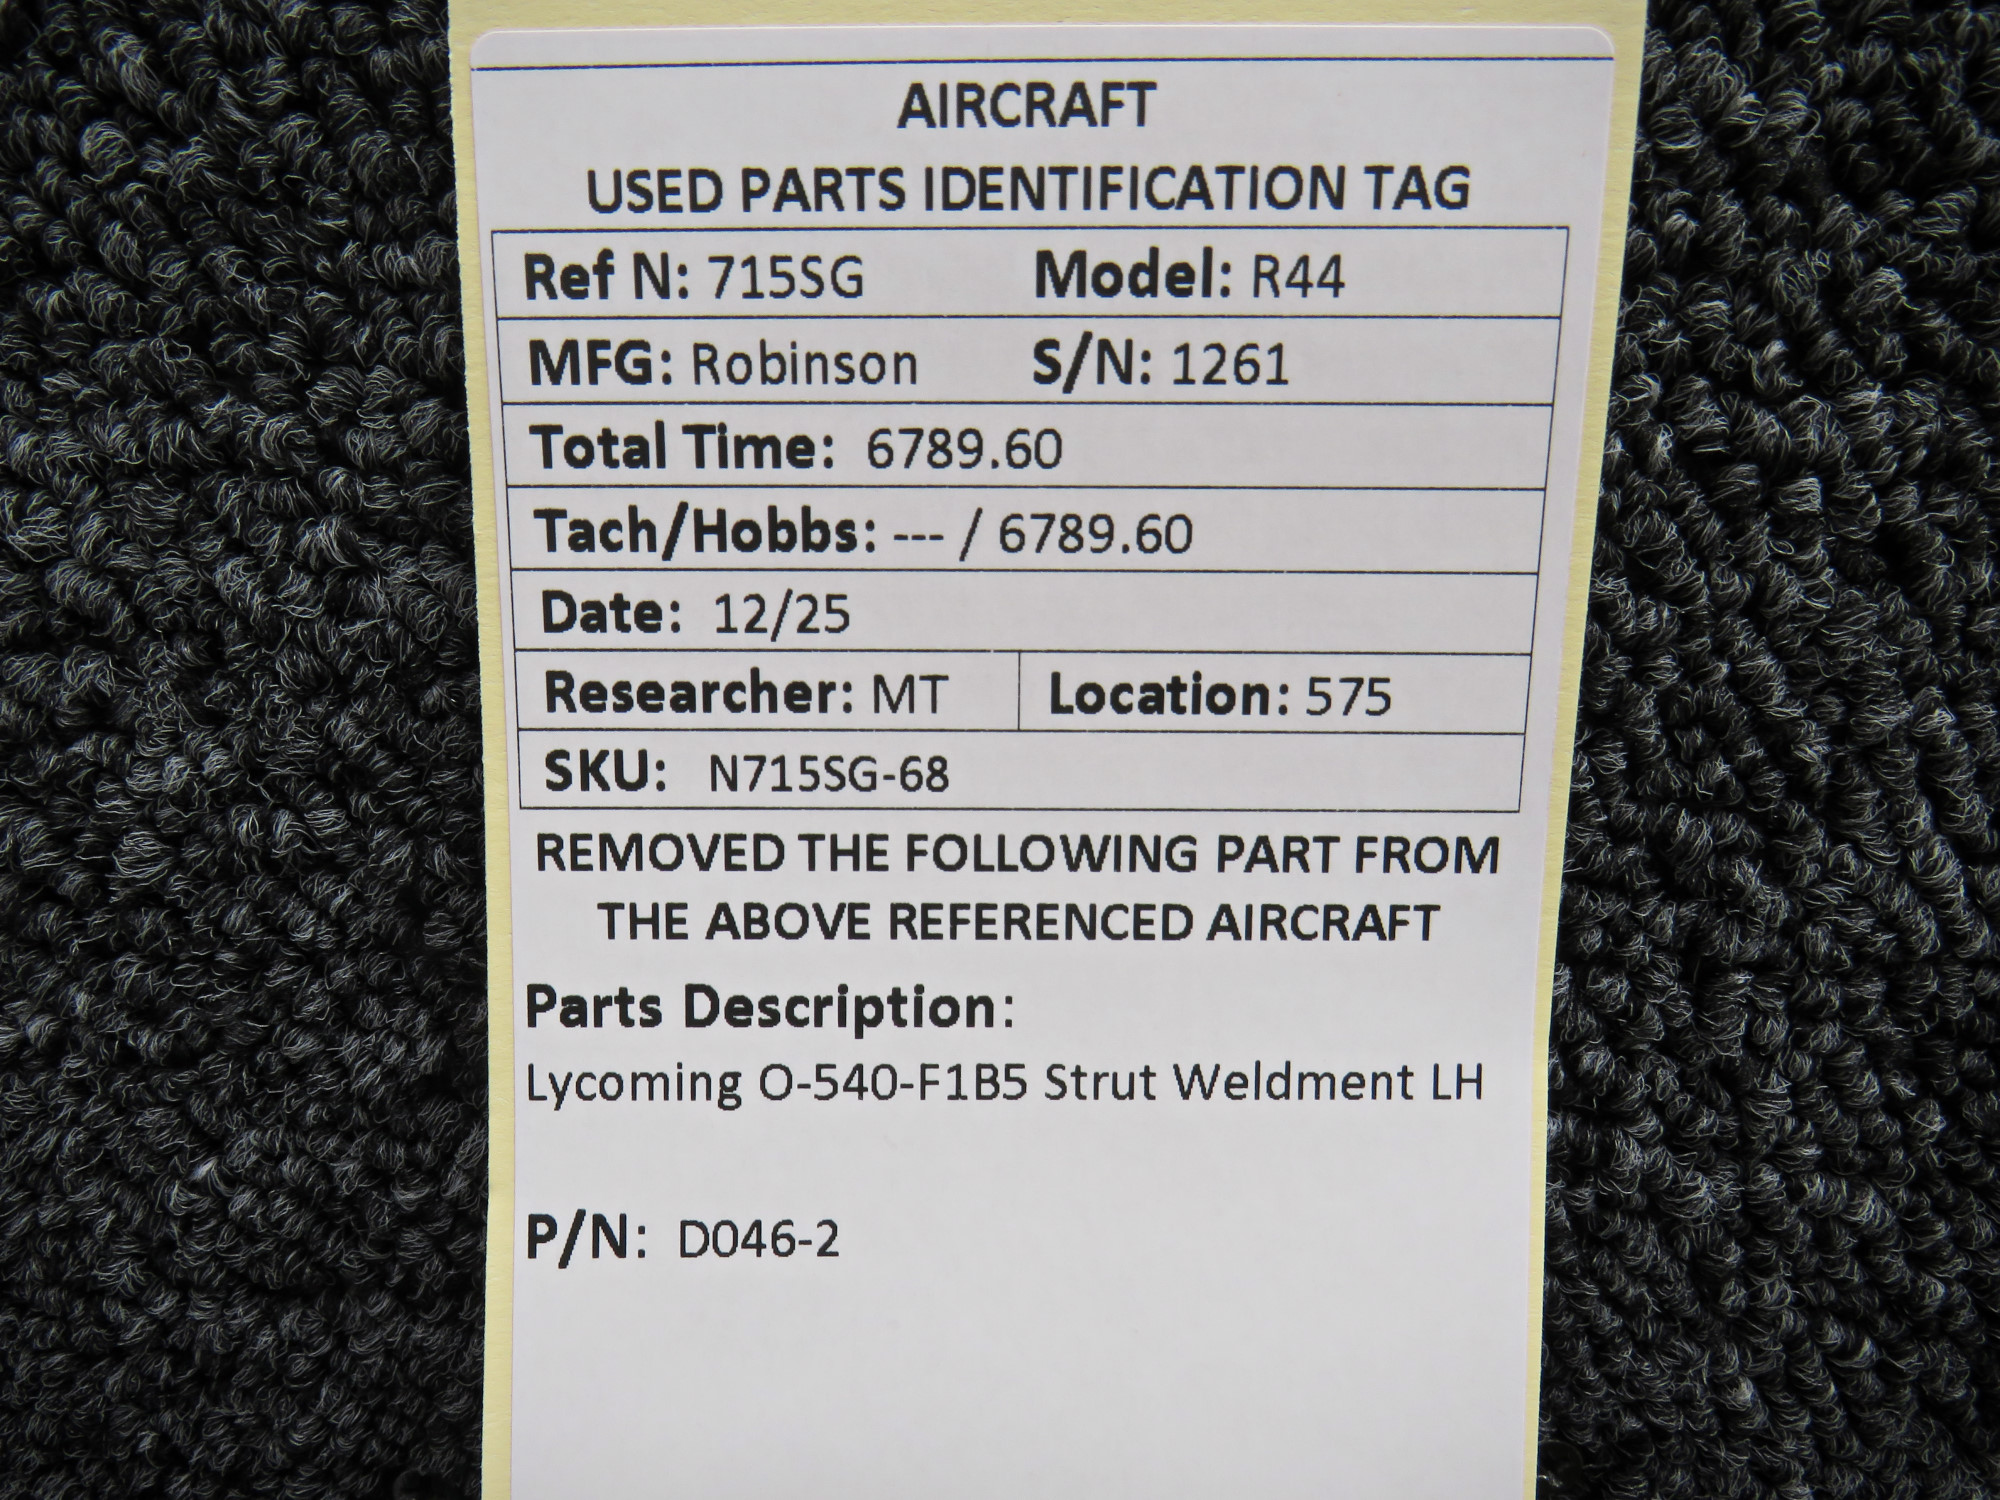 AIRCRAFT
USED PARTS IDENTIFICATION TAG
Ref N: 715SG Model: R44
MFG: Robinson S/N: 1261
Total Time: 6789.60
Tach/Hobbs: --- / 6789.60
Date: 12/25
Researcher: MT Location: 575
SKU: N715SG-68
REMOVED THE FOLLOWING PART FROM
THE ABOVE REFERENCED AIRCRAFT
Parts Description:
Lycoming O-540-F1B5 Strut Weldment LH
P/N: D046-2